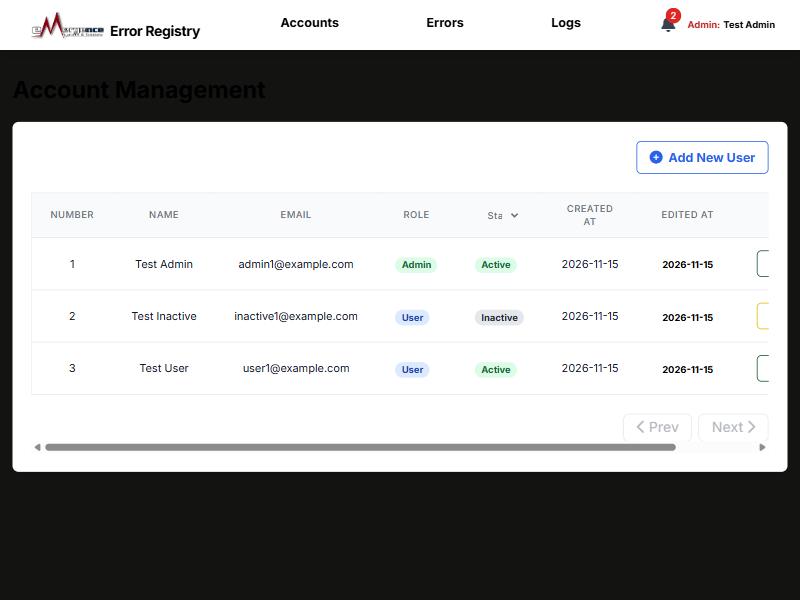 Error Registry
Accounts
Errors
Logs
2
Admin: Test Admin
Account Management
Add New User
NUMBER NAME EMAIL ROLE Sta CREATED AT EDITED AT
1 Test Admin admin1@example.com Admin Active 2026-11-15 2026-11-15
2 Test Inactive inactive1@example.com User Inactive 2026-11-15 2026-11-15
3 Test User user1@example.com User Active 2026-11-15 2026-11-15
Prev Next